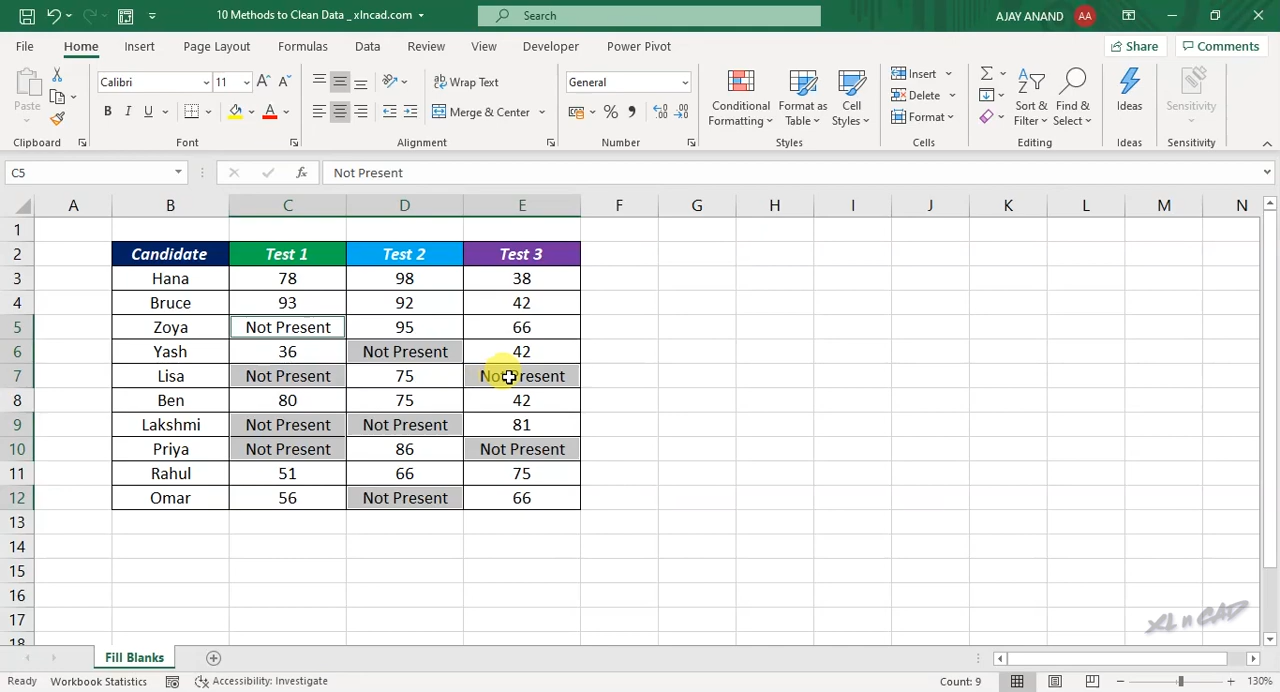 10 Methods to Clean Data _ xlncad.com
Search
AJAY ANAND
AA
File Home Insert Page Layout Formulas Data Review View Developer Power Pivot
Share
Comments
Paste
Calibri 11
Wrap Text
Merge & Center
General
Conditional Formatting
Format as Table
Cell Styles
Insert
Delete
Format
Sort & Filter
Find & Select
Ideas
Sensitivity
Clipboard Font Alignment Number Styles Cells Editing Ideas Sensitivity
C5 fx Not Present
A B C D E F G H I J K L M N
1
2 Candidate Test 1 Test 2 Test 3
3 Hana 78 98 38
4 Bruce 93 92 42
5 Zoya Not Present 95 66
6 Yash 36 Not Present 42
7 Lisa Not Present 75 Not Present
8 Ben 80 75 42
9 Lakshmi Not Present Not Present 81
10 Priya Not Present 86 Not Present
11 Rahul 51 66 75
12 Omar 56 Not Present 66
13
14
15
16
17
18
XL n CAD
Fill Blanks
Ready Workbook Statistics Accessibility: Investigate Count: 9 130%